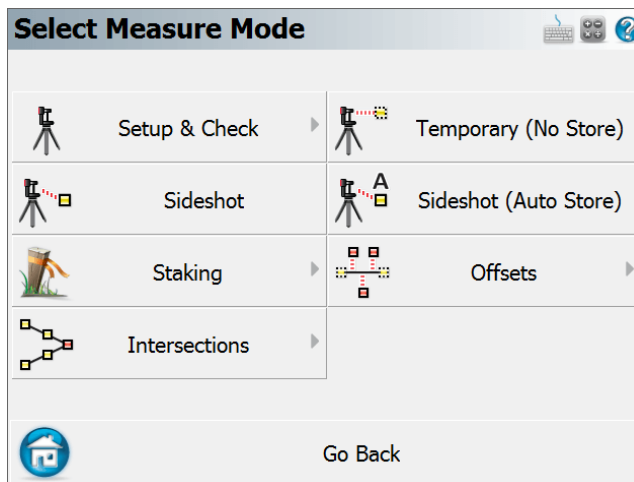 Select Measure Mode
?
Setup & Check
Temporary (No Store)
Sideshot
A
Sideshot (Auto Store)
Staking
Offsets
Intersections
Go Back